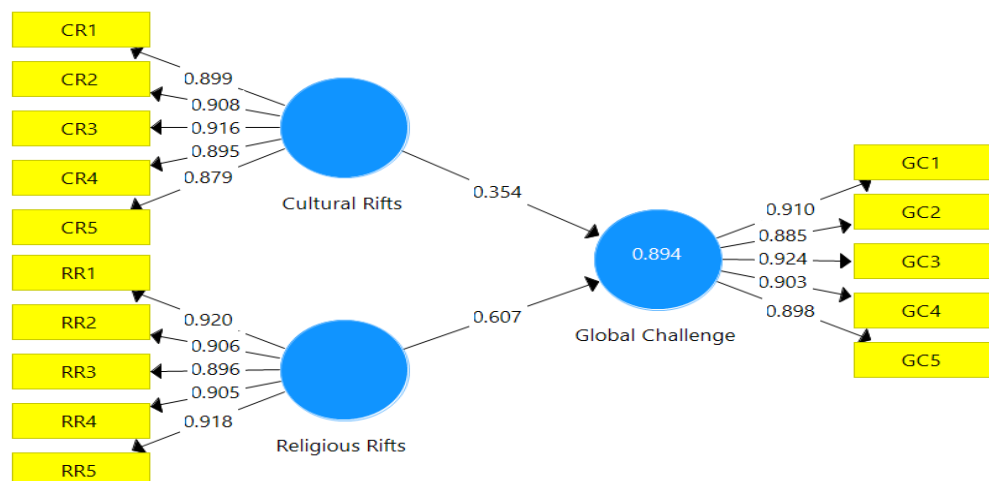 CR1
0.899
CR2
0.908
CR3
0.916
CR4
0.895
CR5
0.879
Cultural Rifts
0.354
RR1
0.920
RR2
0.906
RR3
0.896
RR4
0.905
RR5
0.918
Religious Rifts
0.607
0.894
Global Challenge
GC1
0.910
GC2
0.885
GC3
0.924
GC4
0.903
GC5
0.898